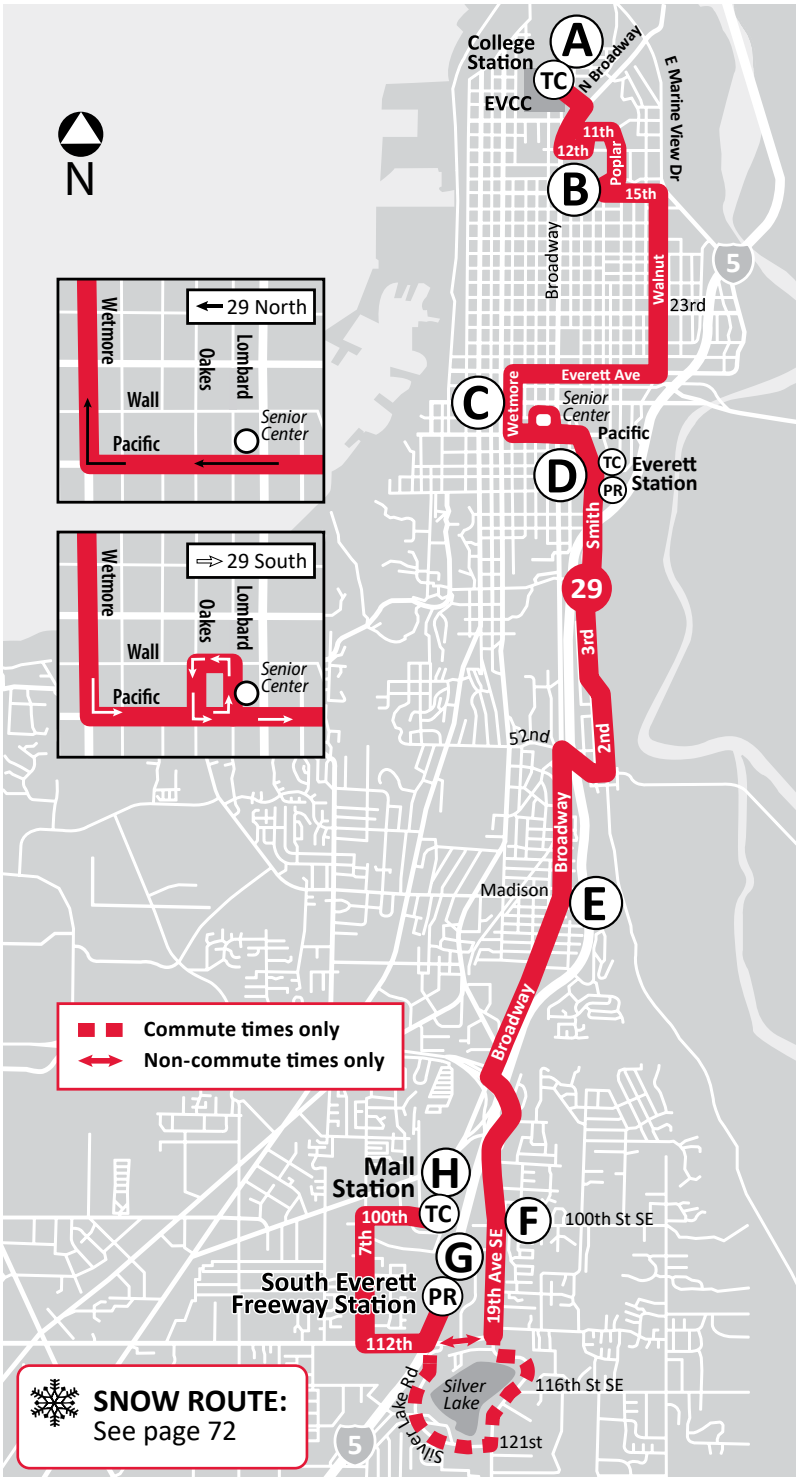 A
College
Station
TC
N Broadway
EVCC
E Marine View Dr
11th
12th
Poplar
B
15th
N
Broadway
Walnut
5
23rd
29 North
Wetmore
Oakes
Lombard
Wall
Senior
Center
Pacific
Everett Ave
C
Wetmore
Senior
Center
Pacific
D
TC
PR
Everett
Station
Smith
29
29 South
Wetmore
Oakes
Lombard
Wall
Senior
Center
Pacific
3rd
2nd
52nd
Broadway
Madison
E
Commute times only
Non-commute times only
Broadway
H
Mall
Station
TC
100th
7th
F
100th St SE
G
South Everett
Freeway Station
PR
19th Ave SE
112th
Silver Lake Rd
Silver
Lake
116th St SE
121st
5
SNOW ROUTE:
See page 72